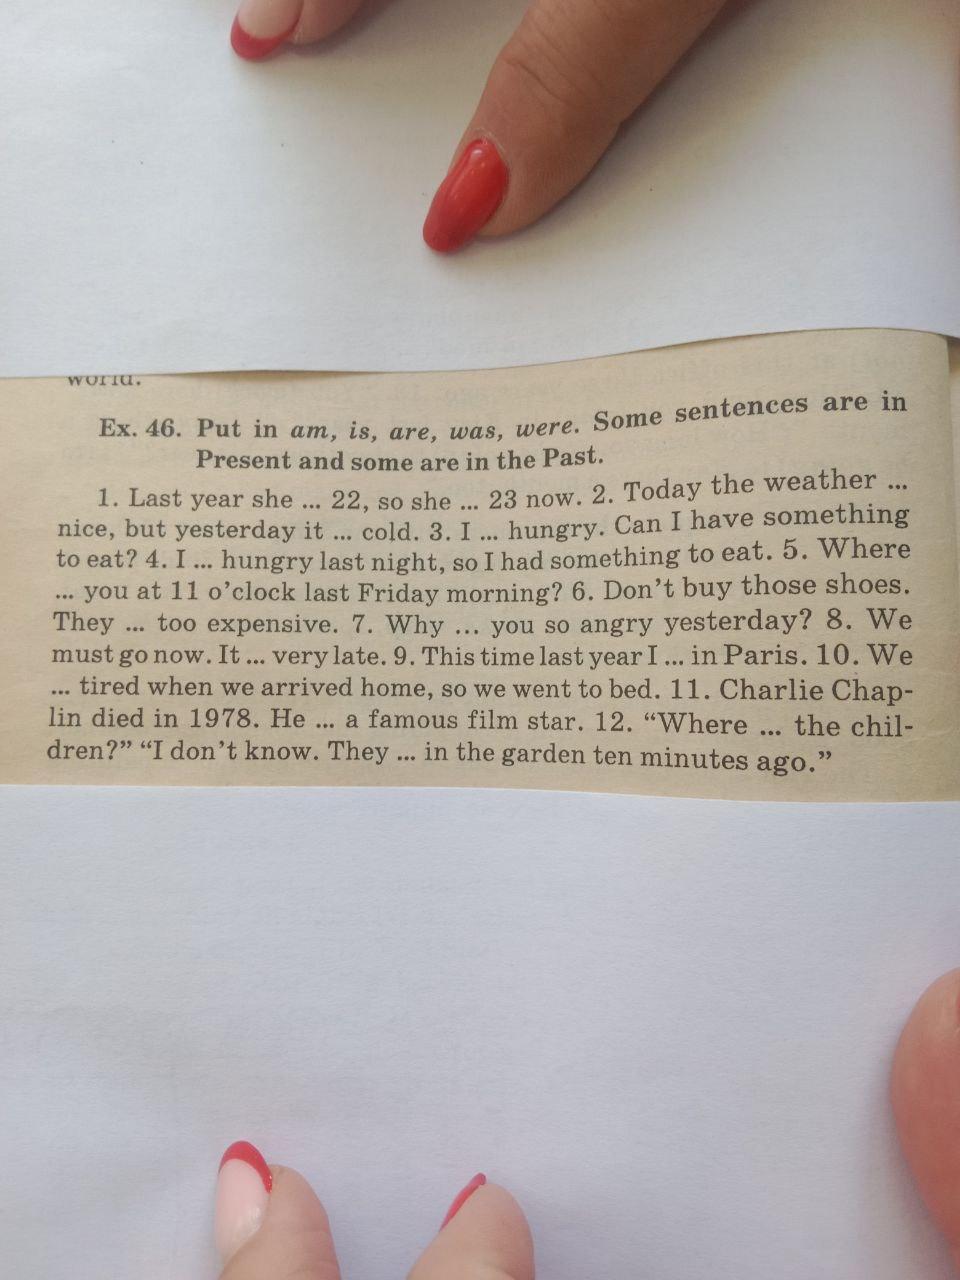 world.
Ex. 46. Put in am, is, are, was, were. Some sentences are in
Present and some are in the Past.
1. Last year she ... 22, so she ... 23 now. 2. Today the weather ...
nice, but yesterday it ... cold. 3. I ... hungry. Can I have something
to eat? 4. I ... hungry last night, so I had something to eat. 5. Where
... you at 11 o’clock last Friday morning? 6. Don’t buy those shoes.
They ... too expensive. 7. Why ... you so angry yesterday? 8. We
must go now. It ... very late. 9. This time last year I ... in Paris. 10. We
... tired when we arrived home, so we went to bed. 11. Charlie Chap-
lin died in 1978. He ... a famous film star. 12. “Where ... the chil-
dren?” “I don’t know. They ... in the garden ten minutes ago.”